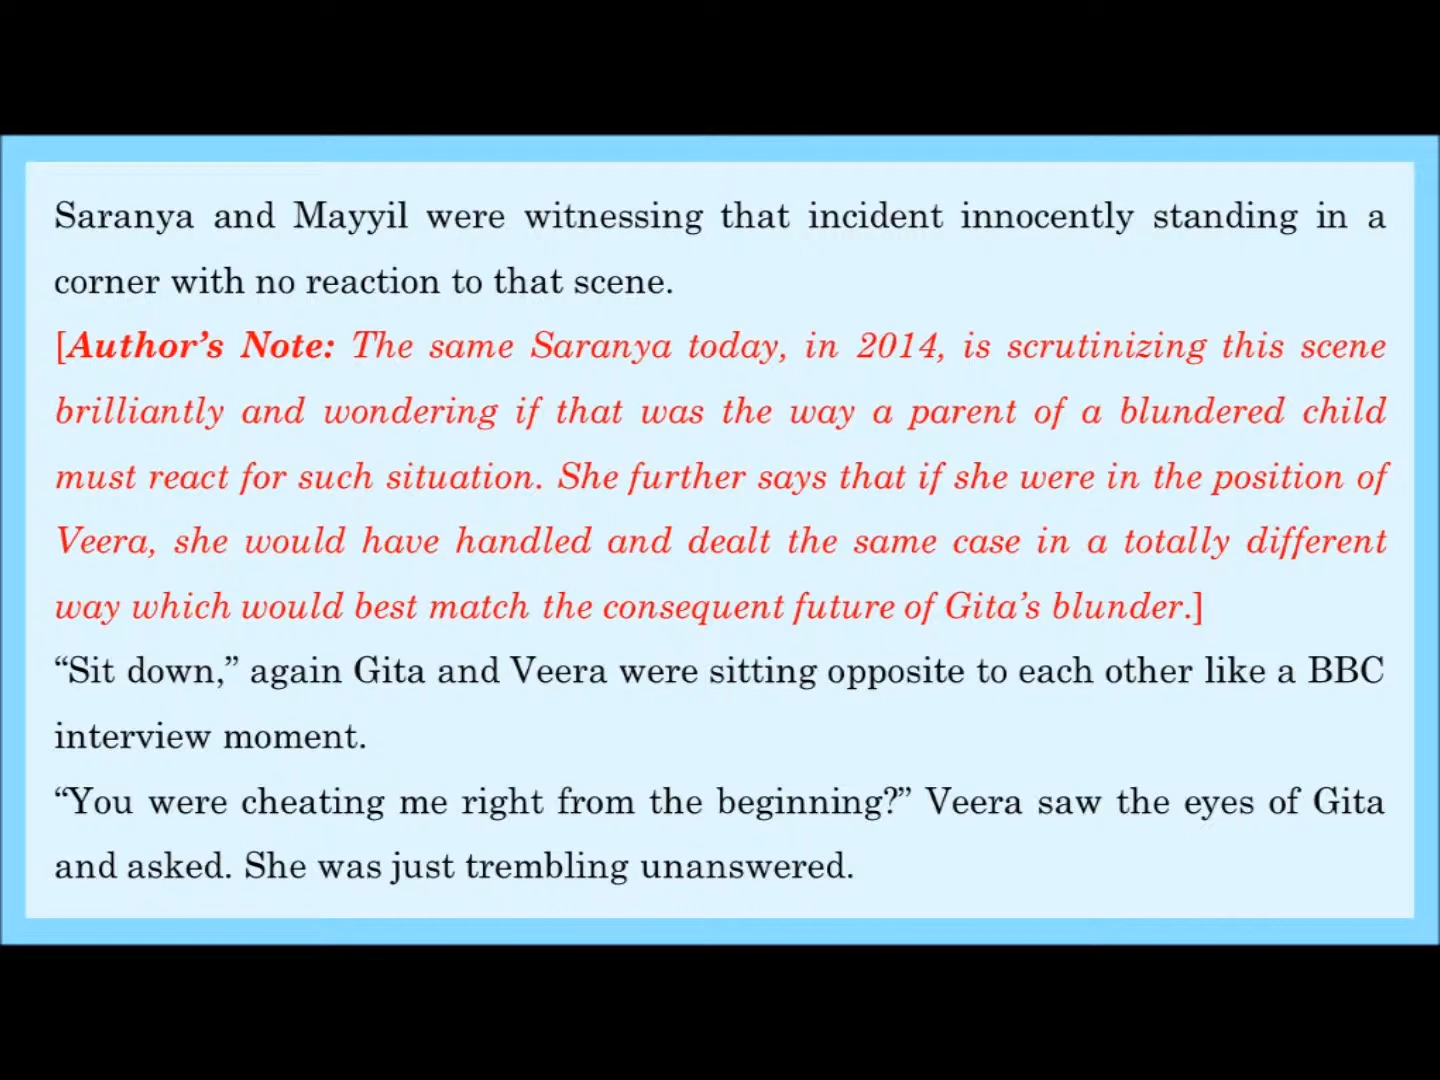 Saranya and Mayyil were witnessing that incident innocently standing in a
corner with no reaction to that scene.
[Author’s Note: The same Saranya today, in 2014, is scrutinizing this scene
brilliantly and wondering if that was the way a parent of a blundered child
must react for such situation. She further says that if she were in the position of
Veera, she would have handled and dealt the same case in a totally different
way which would best match the consequent future of Gita’s blunder.]
“Sit down,” again Gita and Veera were sitting opposite to each other like a BBC
interview moment.
“You were cheating me right from the beginning?” Veera saw the eyes of Gita
and asked. She was just trembling unanswered.